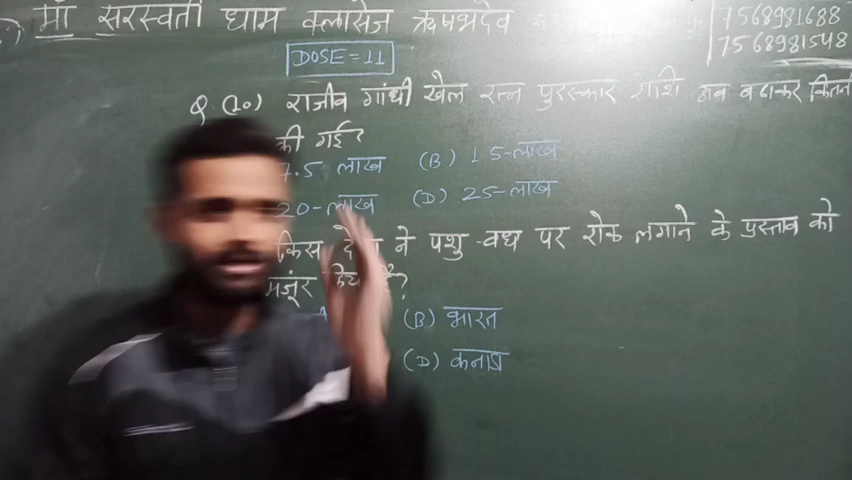 माँ सरस्वती धाम क्लासेज ऋषभदेव
7568981688
7568981548
DOSE = 11
Q (10) राजीव गांधी खेल रत्न पुरस्कार राशि अब बढाकर कितनी
की गई?
7.5 लाख (B) 15-लाख
20-लाख (D) 25-लाख
किस ने पशु-वध पर रोक लगाने के प्रस्ताव को
मंजूर ?
(B) भारत
(D) कनाडा